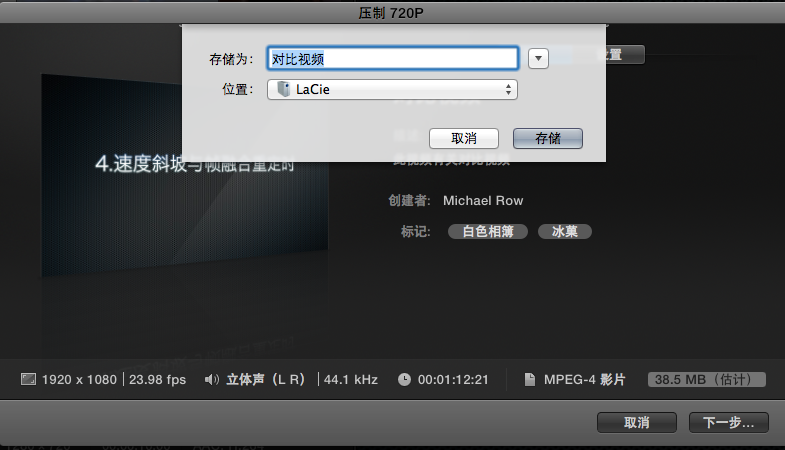 压制 720P
存储为：
对比视频
置
位置：
LaCie
取消
存储
4.速度斜坡与帧融合重定时
此视频有关对比视频
创建者:
Michael Row
标记:
白色相簿
冰菓
1920 x 1080 | 23.98 fps
立体声（L R） | 44.1 kHz
00:01:12:21
MPEG-4 影片
38.5 MB（估计）
取消
下一步...